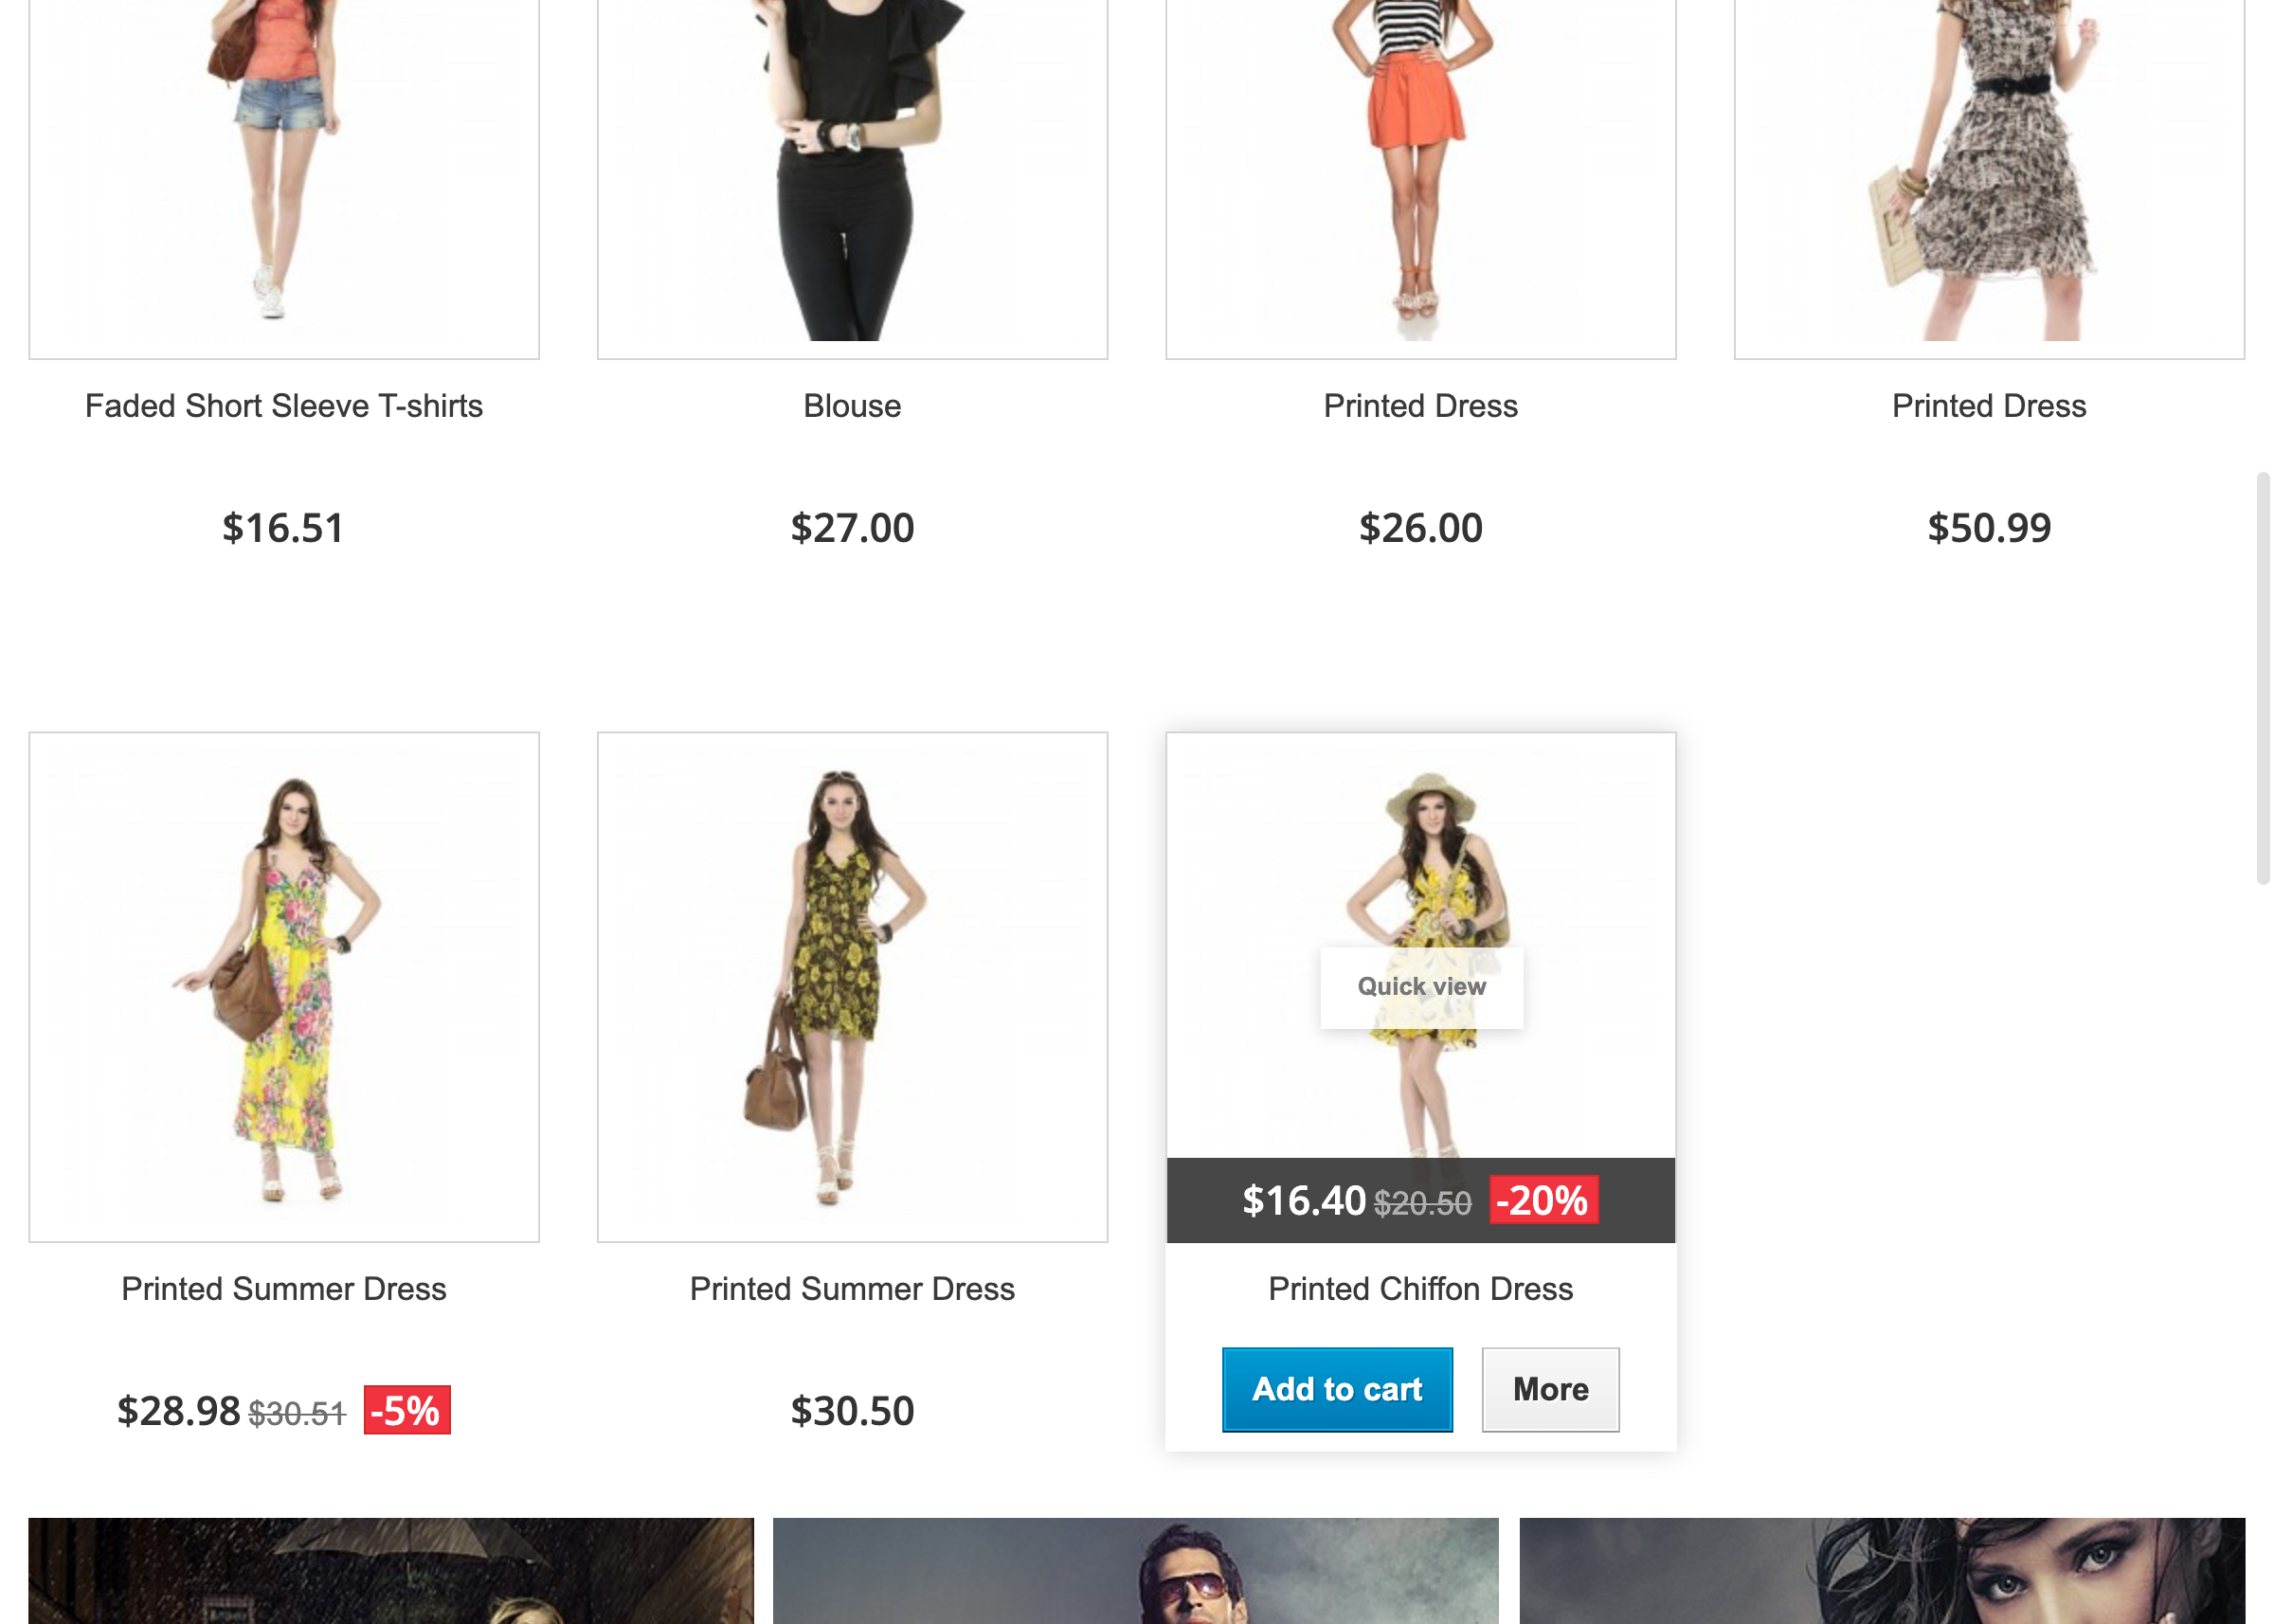 Faded Short Sleeve T-shirts
Blouse
Printed Dress
Printed Dress
$16.51
$27.00
$26.00
$50.99
Quick view
$16.40 $20.50 -20%
Printed Summer Dress
Printed Summer Dress
Printed Chiffon Dress
Add to cart
More
$28.98 $30.51 -5%
$30.50